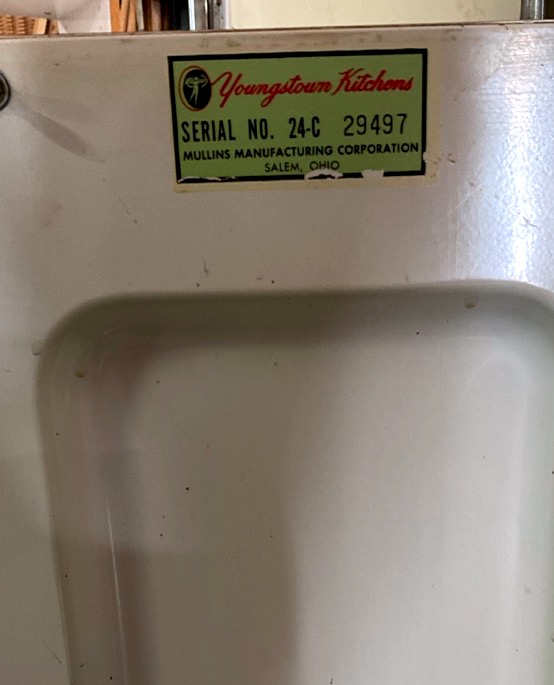 Youngstown Kitchens
SERIAL NO. 24-C 29497
MULLINS MANUFACTURING CORPORATION
SALEM, OHIO